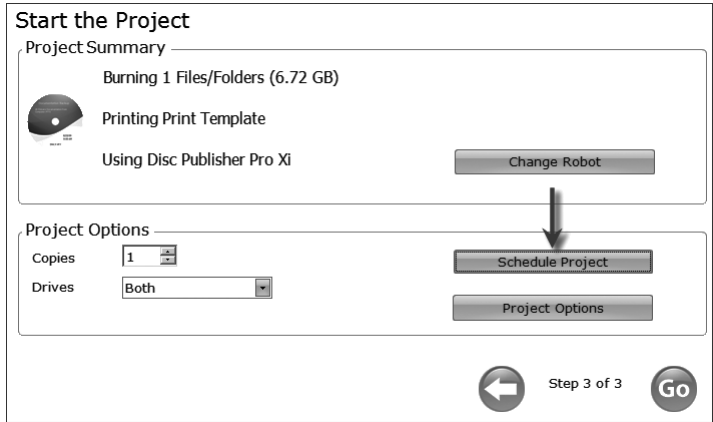 Start the Project
Project Summary
Burning 1 Files/Folders (6.72 GB)
Printing Print Template
Using Disc Publisher Pro Xi
Change Robot
Project Options
Copies 1
Schedule Project
Drives Both
Project Options
Step 3 of 3 Go